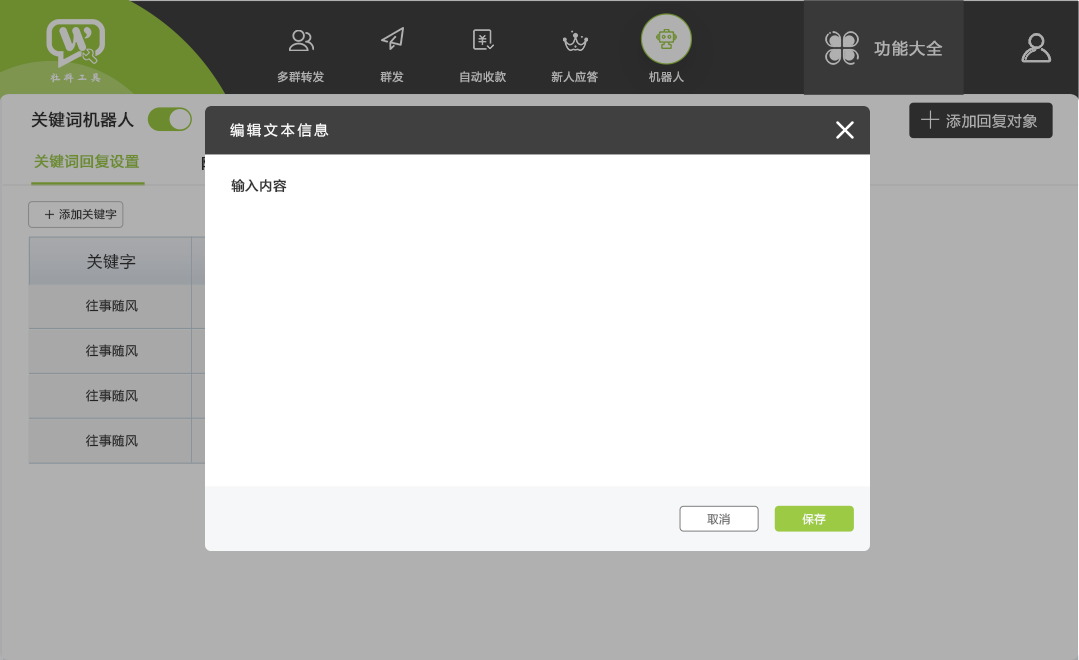 W
多群转发
群发
自动收款
新人应答
机器人
功能大全
关键词机器人
编辑文本信息
添加回复对象
关键词回复设置
输入内容
+ 添加关键字
关键字
往事随风
往事随风
往事随风
往事随风
取消
保存